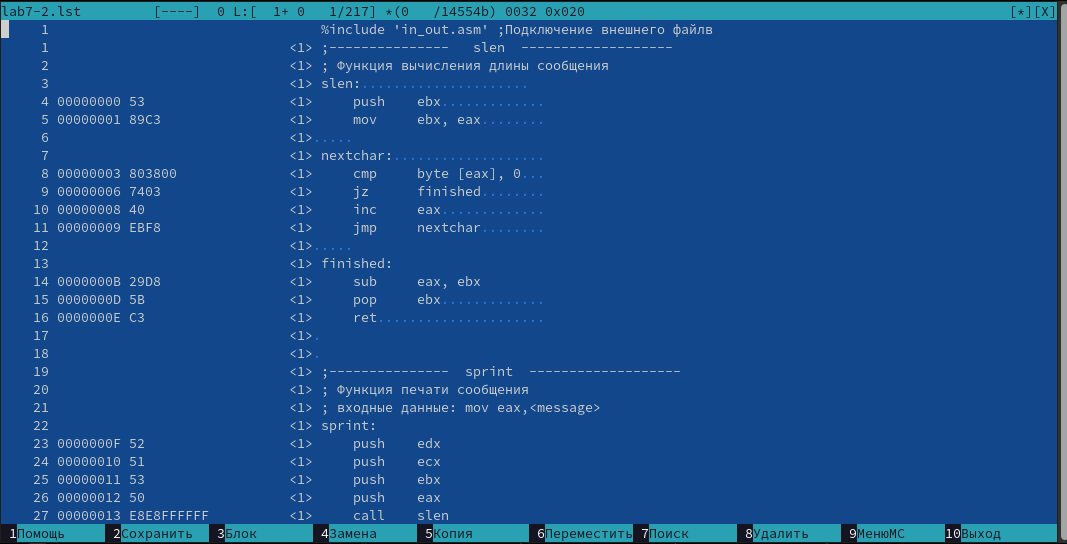 lab7-2.lst         [----]  0 L:[  1+ 0   1/217] *(0   /14554b) 0032 0x020                    [*][X]
     1                                  %include 'in_out.asm' ;Подключение внешнего файлв
     1                              <1> ;---------------   slen  -------------------
     2                              <1> ; Функция вычисления длины сообщения
     3                              <1> slen:.....................
     4 00000000 53                  <1>     push    ebx.............
     5 00000001 89C3                <1>     mov     ebx, eax........
     6                              <1>.....
     7                              <1> nextchar:...................
     8 00000003 803800              <1>     cmp     byte [eax], 0...
     9 00000006 7403                <1>     jz      finished........
    10 00000008 40                  <1>     inc     eax.............
    11 00000009 EBF8                <1>     jmp     nextchar........
    12                              <1>.....
    13                              <1> finished:
    14 0000000B 29D8                <1>     sub     eax, ebx
    15 0000000D 5B                  <1>     pop     ebx.............
    16 0000000E C3                  <1>     ret.....................
    17                              <1>.
    18                              <1>.
    19                              <1> ;---------------  sprint  -------------------
    20                              <1> ; Функция печати сообщения
    21                              <1> ; входные данные: mov eax,<message>
    22                              <1> sprint:
    23 0000000F 52                  <1>     push    edx
    24 00000010 51                  <1>     push    ecx
    25 00000011 53                  <1>     push    ebx
    26 00000012 50                  <1>     push    eax
    27 00000013 E8E8FFFFFF          <1>     call    slen
1Помощь 2Сохранить 3Блок 4Замена 5Копия 6Переместить 7Поиск 8Удалить 9МенюMC 10Выход